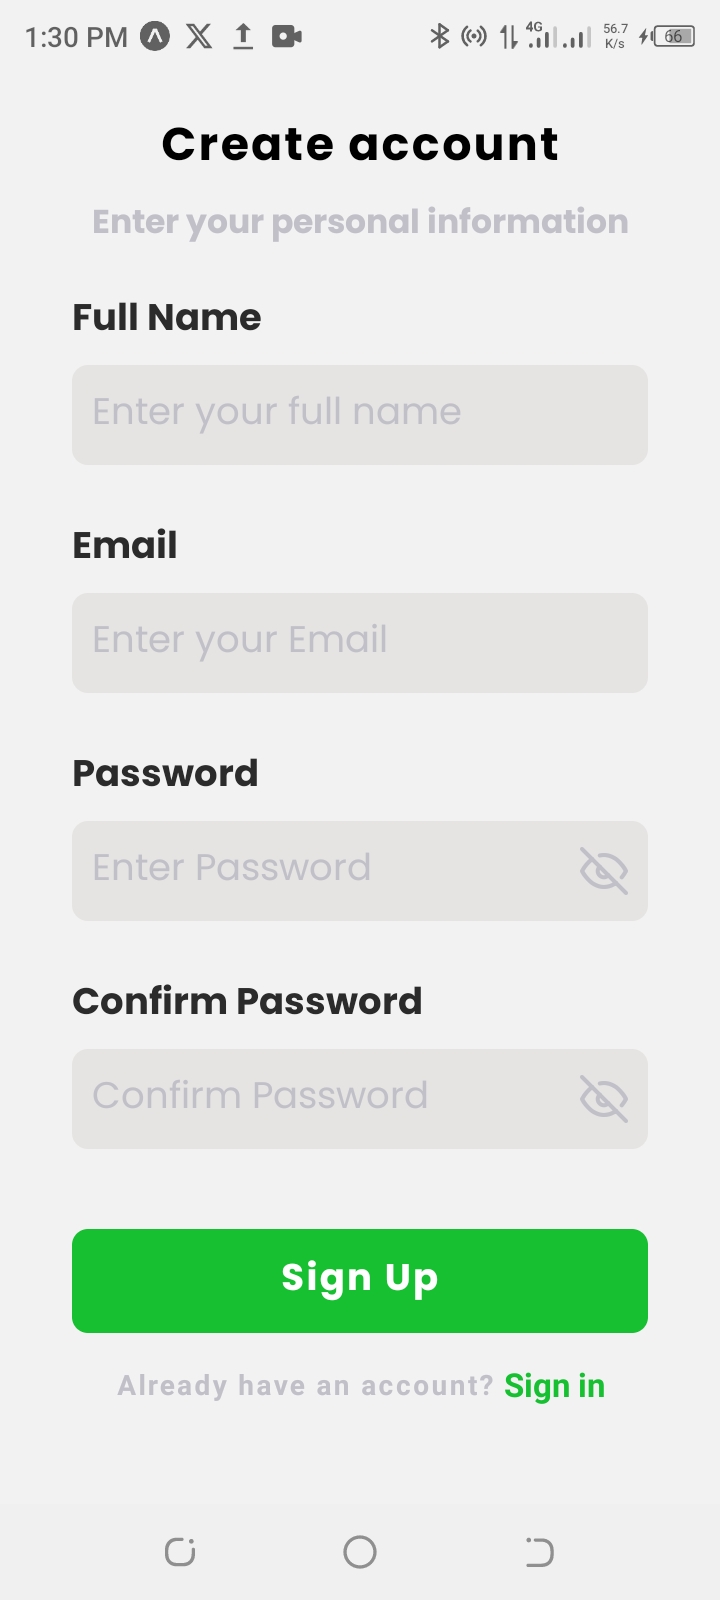 1:30 PM 4G 56.7 K/s 66
Create account
Enter your personal information
Full Name
Enter your full name
Email
Enter your Email
Password
Enter Password
Confirm Password
Confirm Password
Sign Up
Already have an account? Sign in